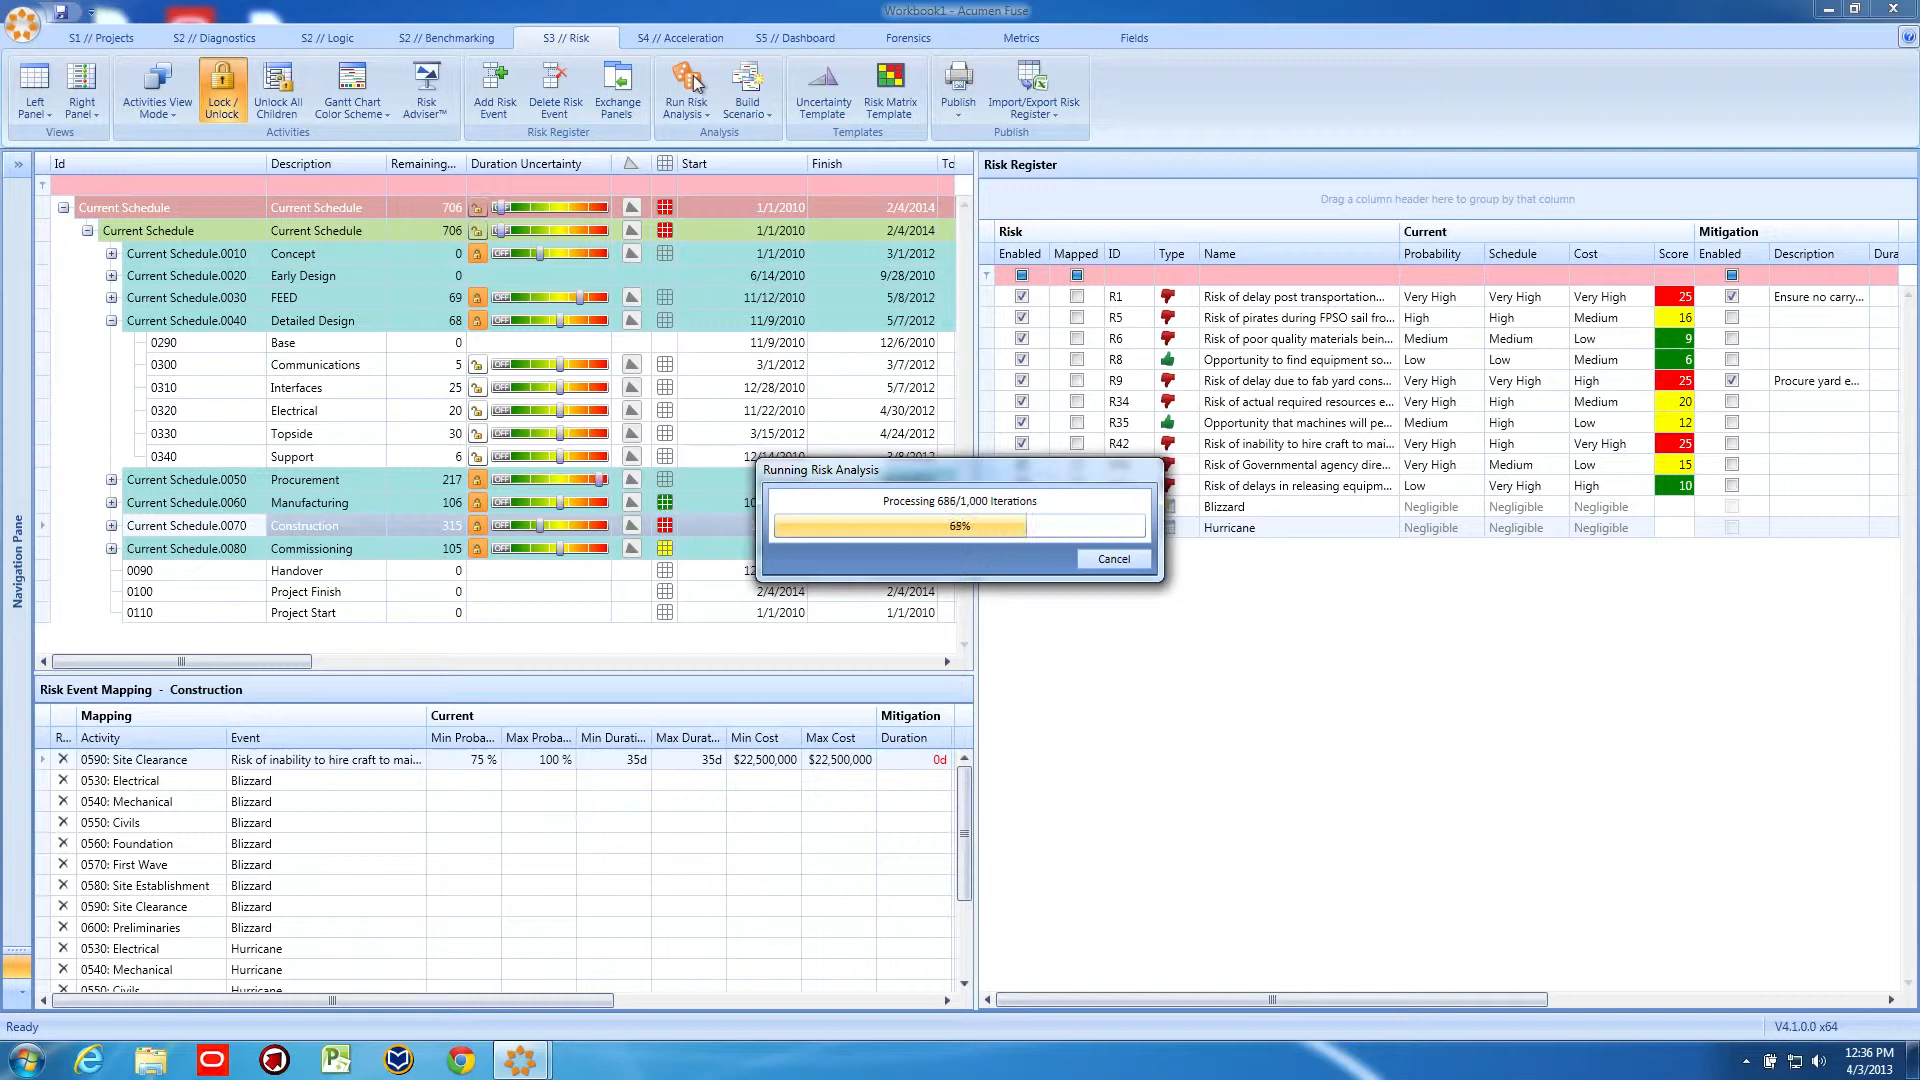 Workbook1 - Acumen Fuse
S1 // Projects S2 // Diagnostics S2 // Logic S2 // Benchmarking S3 // Risk S4 // Acceleration S5 // Dashboard Forensics Metrics Fields
Left Panel Right Panel Activities View Mode Lock / Unlock Unlock All Children Gantt Chart Color Scheme Risk Adviser™ Add Risk Event Delete Risk Event Exchange Panels Run Risk Analysis Build Scenario Uncertainty Template Risk Matrix Template Publish Import/Export Risk Register
Views Activities Risk Register Analysis Templates Publish
Navigation Pane
Id Description Remaining... Duration Uncertainty Start Finish To
Current Schedule Current Schedule 706 OFF 1/1/2010 2/4/2014
Current Schedule Current Schedule 706 OFF 1/1/2010 2/4/2014
Current Schedule.0010 Concept 0 OFF 1/1/2010 3/1/2012
Current Schedule.0020 Early Design 0 6/14/2010 9/28/2010
Current Schedule.0030 FEED 69 OFF 11/12/2010 5/8/2012
Current Schedule.0040 Detailed Design 68 OFF 11/9/2010 5/7/2012
0290 Base 0 11/9/2010 12/6/2010
0300 Communications 5 OFF 3/1/2012 3/7/2012
0310 Interfaces 25 OFF 12/28/2010 5/7/2012
0320 Electrical 20 OFF 11/22/2010 4/30/2012
0330 Topside 30 OFF 3/15/2012 4/24/2012
0340 Support 6 OFF
Current Schedule.0050 Procurement 217 OFF
Current Schedule.0060 Manufacturing 106 OFF 10
Current Schedule.0070 Construction 315 OFF
Current Schedule.0080 Commissioning 105 OFF
0090 Handover 0 12
0100 Project Finish 0 2/4/2014 2/4/2014
0110 Project Start 0 1/1/2010 1/1/2010
Risk Register
Drag a column header here to group by that column
Risk Current Mitigation
Enabled Mapped ID Type Name Probability Schedule Cost Score Enabled Description Dura
R1 Risk of delay post transportation... Very High Very High Very High 25 Ensure no carry...
R5 Risk of pirates during FPSO sail fro... High High Medium 16
R6 Risk of poor quality materials bein... Medium Medium Low 9
R8 Opportunity to find equipment so... Low Low Medium 6
R9 Risk of delay due to fab yard cons... Very High Very High High 25 Procure yard e...
R34 Risk of actual required resources e... Very High High Medium 20
R35 Opportunity that machines will pe... Medium High Low 12
R42 Risk of inability to hire craft to mai... Very High High Very High 25
Risk of Governmental agency dire... Very High Medium Low 15
Risk of delays in releasing equipm... Low Very High High 10
Blizzard Negligible Negligible Negligible
Hurricane Negligible Negligible Negligible
Running Risk Analysis
Processing 686/1,000 Iterations
Cancel
Risk Event Mapping - Construction
Mapping Current Mitigation
R... Activity Event Min Proba... Max Proba... Min Durati... Max Durat... Min Cost Max Cost Duration
0590: Site Clearance Risk of inability to hire craft to mai... 75 % 100 % 35d 35d $22,500,000 $22,500,000 0d
0530: Electrical Blizzard
0540: Mechanical Blizzard
0550: Civils Blizzard
0560: Foundation Blizzard
0570: First Wave Blizzard
0580: Site Establishment Blizzard
0590: Site Clearance Blizzard
0600: Preliminaries Blizzard
0530: Electrical Hurricane
0540: Mechanical Hurricane
0550: Civils Hurricane
Ready V4.1.0.0 x64
12:36 PM
4/3/2013